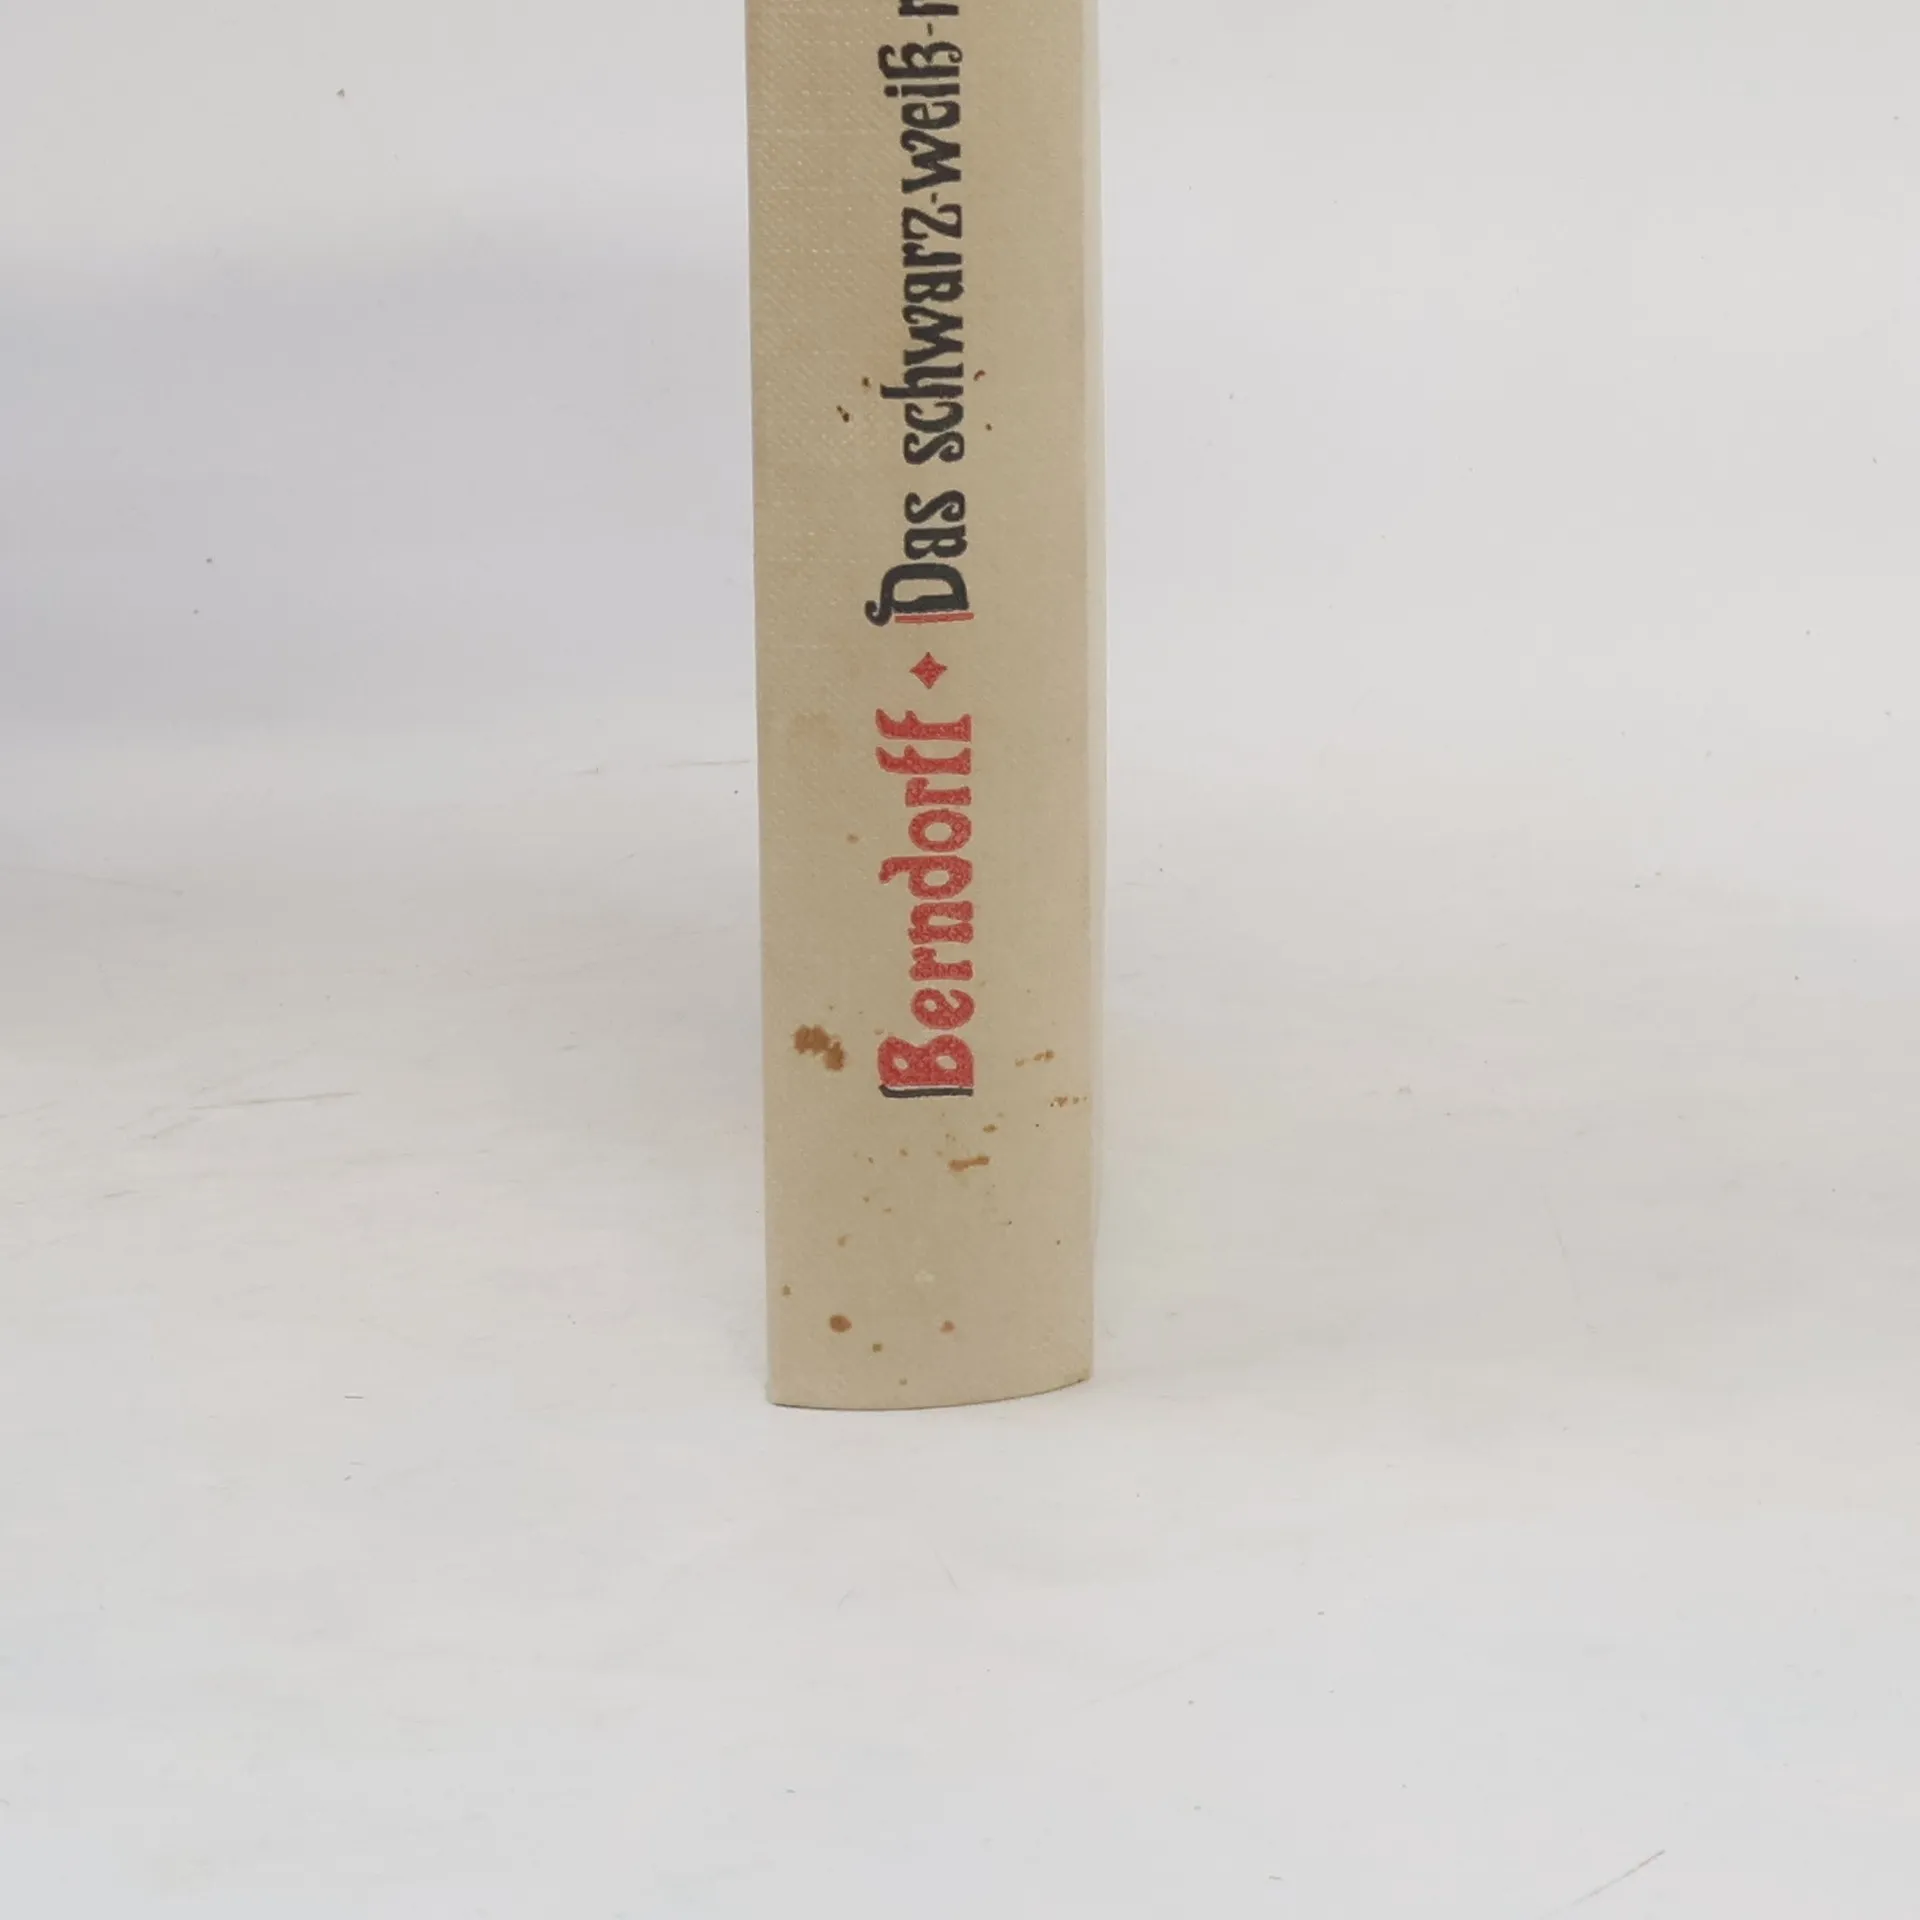 Berndorff ♦ Das schwarz-weiß-